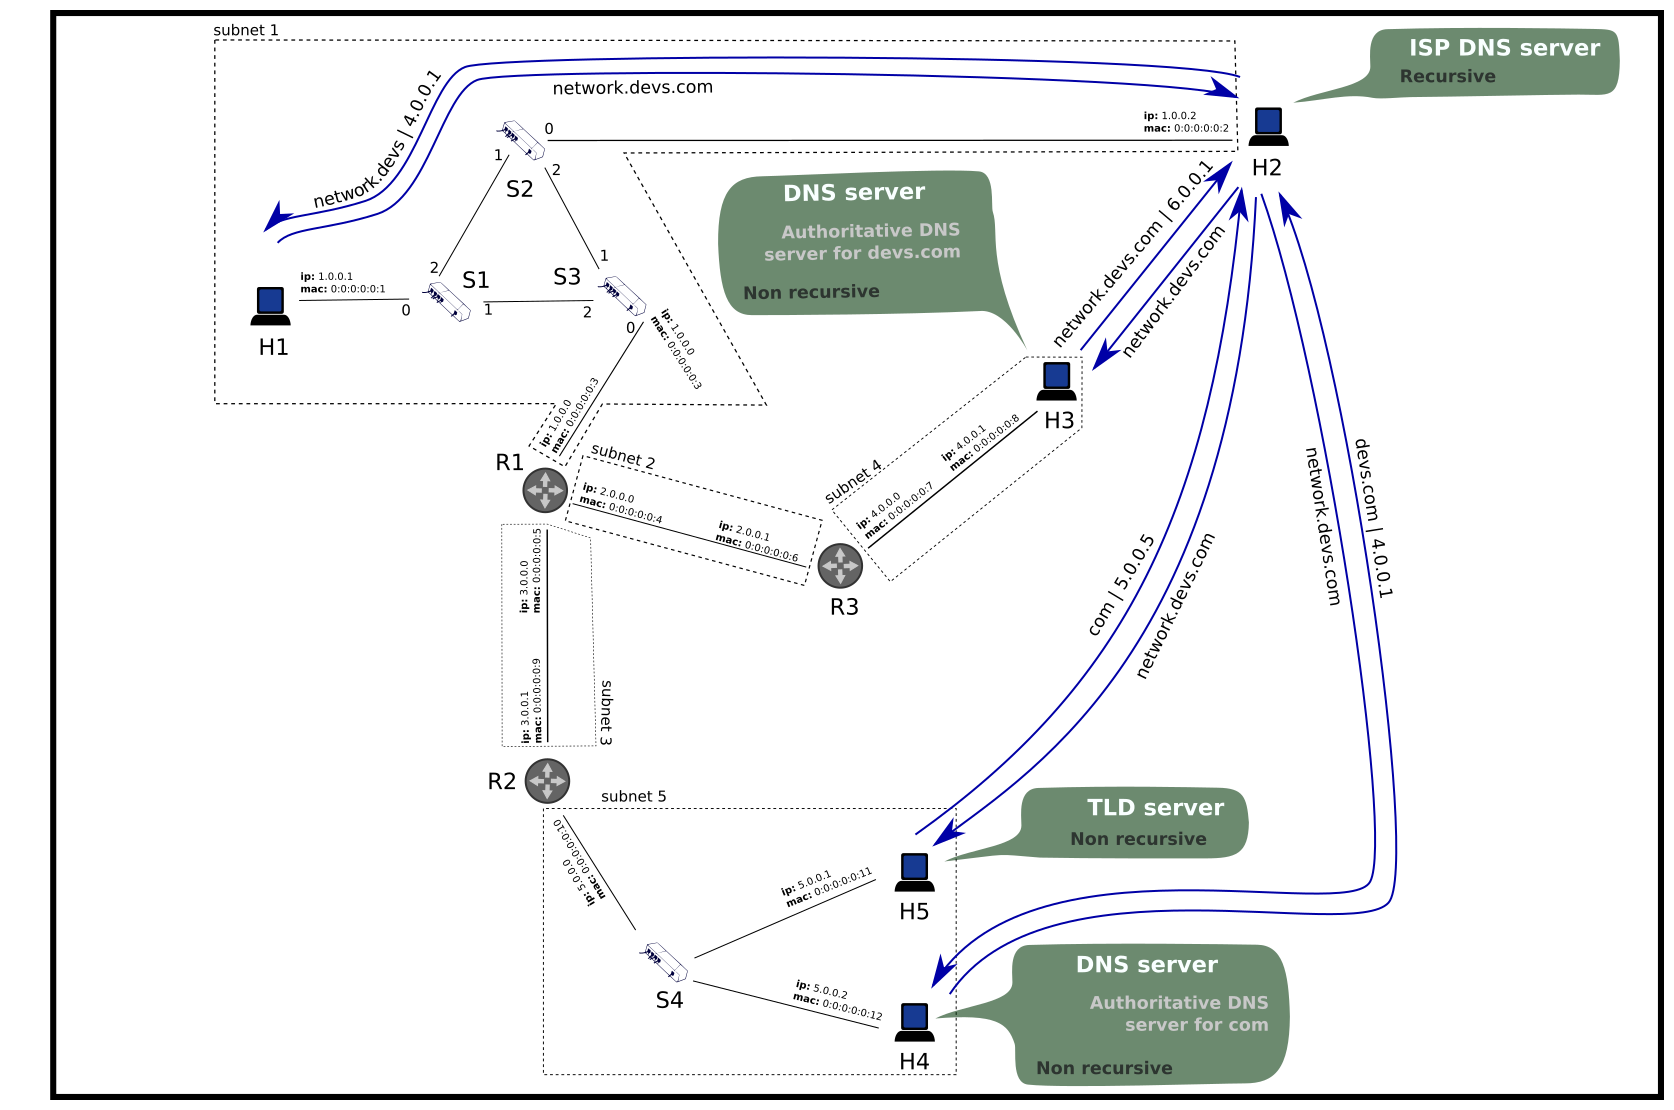 subnet 1
ISP DNS server
Recursive
network.devs | 4.0.0.1
network.devs.com
0
1
2
S2
ip: 1.0.0.2
mac: 0:0:0:0:0:2
H2
DNS server
Authoritative DNS
server for devs.com
Non recursive
network.devs.com | 6.0.0.1
network.devs.com
ip: 1.0.0.1
mac: 0:0:0:0:0:1
H1
2
S1
0
1
1
S3
2
0
ip: 1.0.0.0
mac: 0:0:0:0:0:3
ip: 1.0.0.0
mac: 0:0:0:0:0:3
R1
subnet 2
ip: 2.0.0.0
mac: 0:0:0:0:0:4
ip: 2.0.0.1
mac: 0:0:0:0:0:6
R3
subnet 4
ip: 4.0.0.0
mac: 0:0:0:0:0:7
ip: 4.0.0.1
mac: 0:0:0:0:0:8
H3
ip: 3.0.0.0
mac: 0:0:0:0:0:5
ip: 3.0.0.1
mac: 0:0:0:0:0:9
subnet 3
com | 5.0.0.5
network.devs.com
network.devs.com
devs.com | 4.0.0.1
R2
subnet 5
ip: 5.0.0.0
mac: 0:0:0:0:0:10
TLD server
Non recursive
ip: 5.0.0.1
mac: 0:0:0:0:0:11
H5
S4
ip: 5.0.0.2
mac: 0:0:0:0:0:12
H4
DNS server
Authoritative DNS
server for com
Non recursive